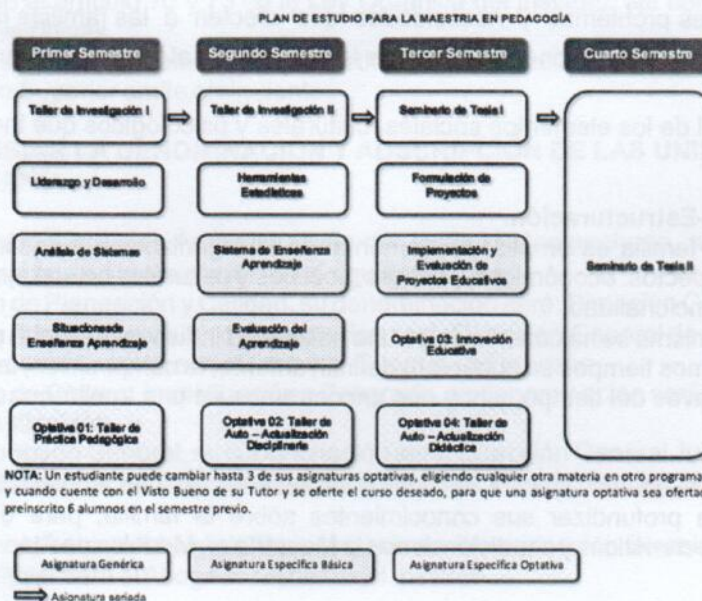 PLAN DE ESTUDIO PARA LA MAESTRIA EN PEDAGOGÍA
Primer Semestre
Segundo Semestre
Tercer Semestre
Cuarto Semestre
Taller de Investigación I
Taller de Investigación II
Seminario de Tesis I
Liderazgo y Desarrollo
Herramientas
Estadísticas
Formulación de
Proyectos
Análisis de Sistemas
Sistema de Enseñanza
Aprendizaje
Implementación y
Evaluación de
Proyectos Educativos
Seminario de Tesis II
Situacionesde
Enseñanza Aprendizaje
Evaluación del
Aprendizaje
Optativa 03: Innovación
Educativa
Optativa 01: Taller de
Práctica Pedagógica
Optativa 02: Taller de
Auto – Actualización
Disciplinaria
Optativa 04: Taller de
Auto – Actualización
Didáctica
NOTA: Un estudiante puede cambiar hasta 3 de sus asignaturas optativas, eligiendo cualquier otra materia en otro programa
y cuando cuente con el Visto Bueno de su Tutor y se oferte el curso deseado, para que una asignatura optativa sea ofertad
preinscrito 6 alumnos en el semestre previo.
Asignatura Genérica
Asignatura Específica Básica
Asignatura Específica Optativa
Asignatura seriada